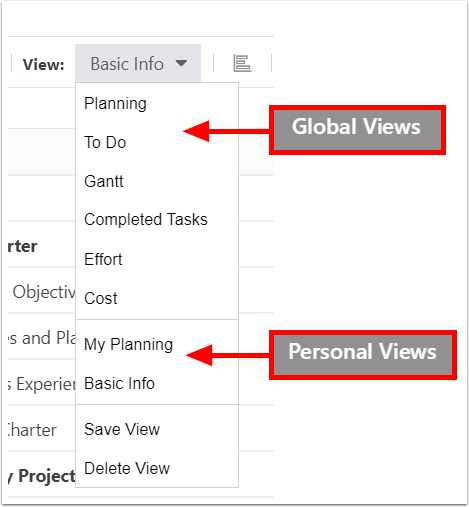 View: Basic Info
Planning
Global Views
To Do
Gantt
Completed Tasks
rter
Effort
Objectiv
Cost
es and Pla
My Planning
Personal Views
s Experien
Basic Info
Charter
Save View
y Project
Delete View